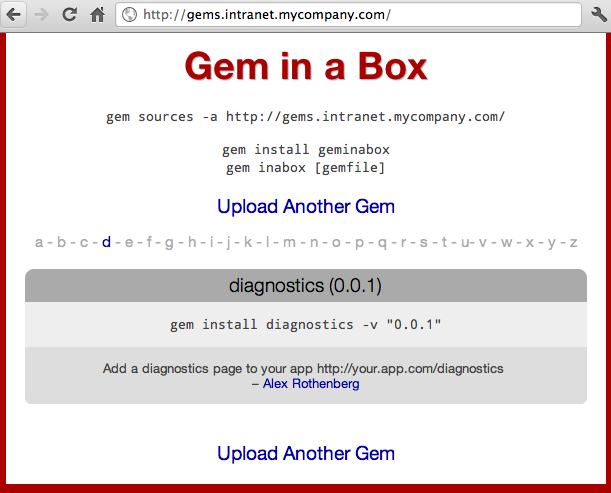 http://gems.intranet.mycompany.com/
Gem in a Box
gem sources -a http://gems.intranet.mycompany.com/
gem install geminabox
gem inabox [gemfile]
Upload Another Gem
a - b - c - d - e - f - g - h - i - j - k - l - m - n - o - p - q - r - s - t - u - v - w - x - y - z
diagnostics (0.0.1)
gem install diagnostics -v "0.0.1"
Add a diagnostics page to your app http://your.app.com/diagnostics
– Alex Rothenberg
Upload Another Gem